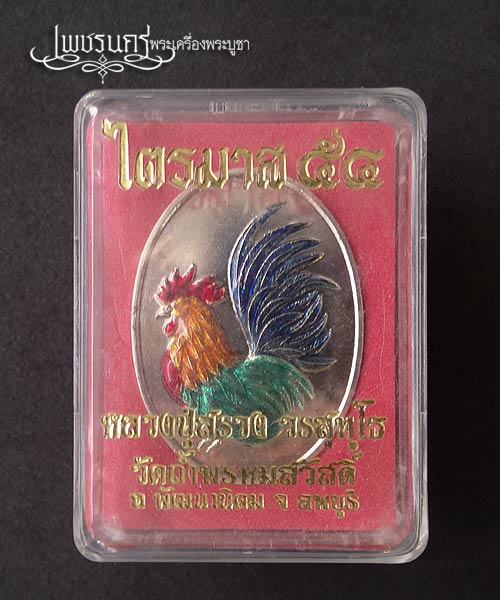 เพชรนคร พระเครื่องพระบูชา
ไตรมาส ๕๔
หลวงปู่สรวง วรสุทฺโธ
วัดถ้ำพรหมสวัสดิ์
อ พัฒนานิคม จ ลพบุรี